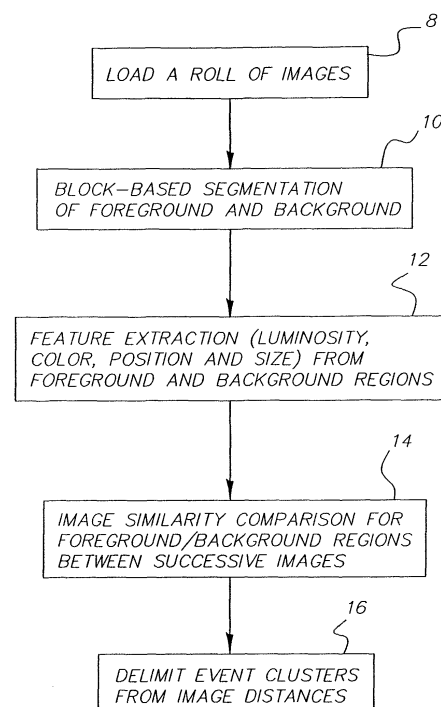 8
LOAD A ROLL OF IMAGES
10
BLOCK-BASED SEGMENTATION
OF FOREGROUND AND BACKGROUND
12
FEATURE EXTRACTION (LUMINOSITY,
COLOR, POSITION AND SIZE) FROM
FOREGROUND AND BACKGROUND REGIONS
14
IMAGE SIMILARITY COMPARISON FOR
FOREGROUND/BACKGROUND REGIONS
BETWEEN SUCCESSIVE IMAGES
16
DELIMIT EVENT CLUSTERS
FROM IMAGE DISTANCES